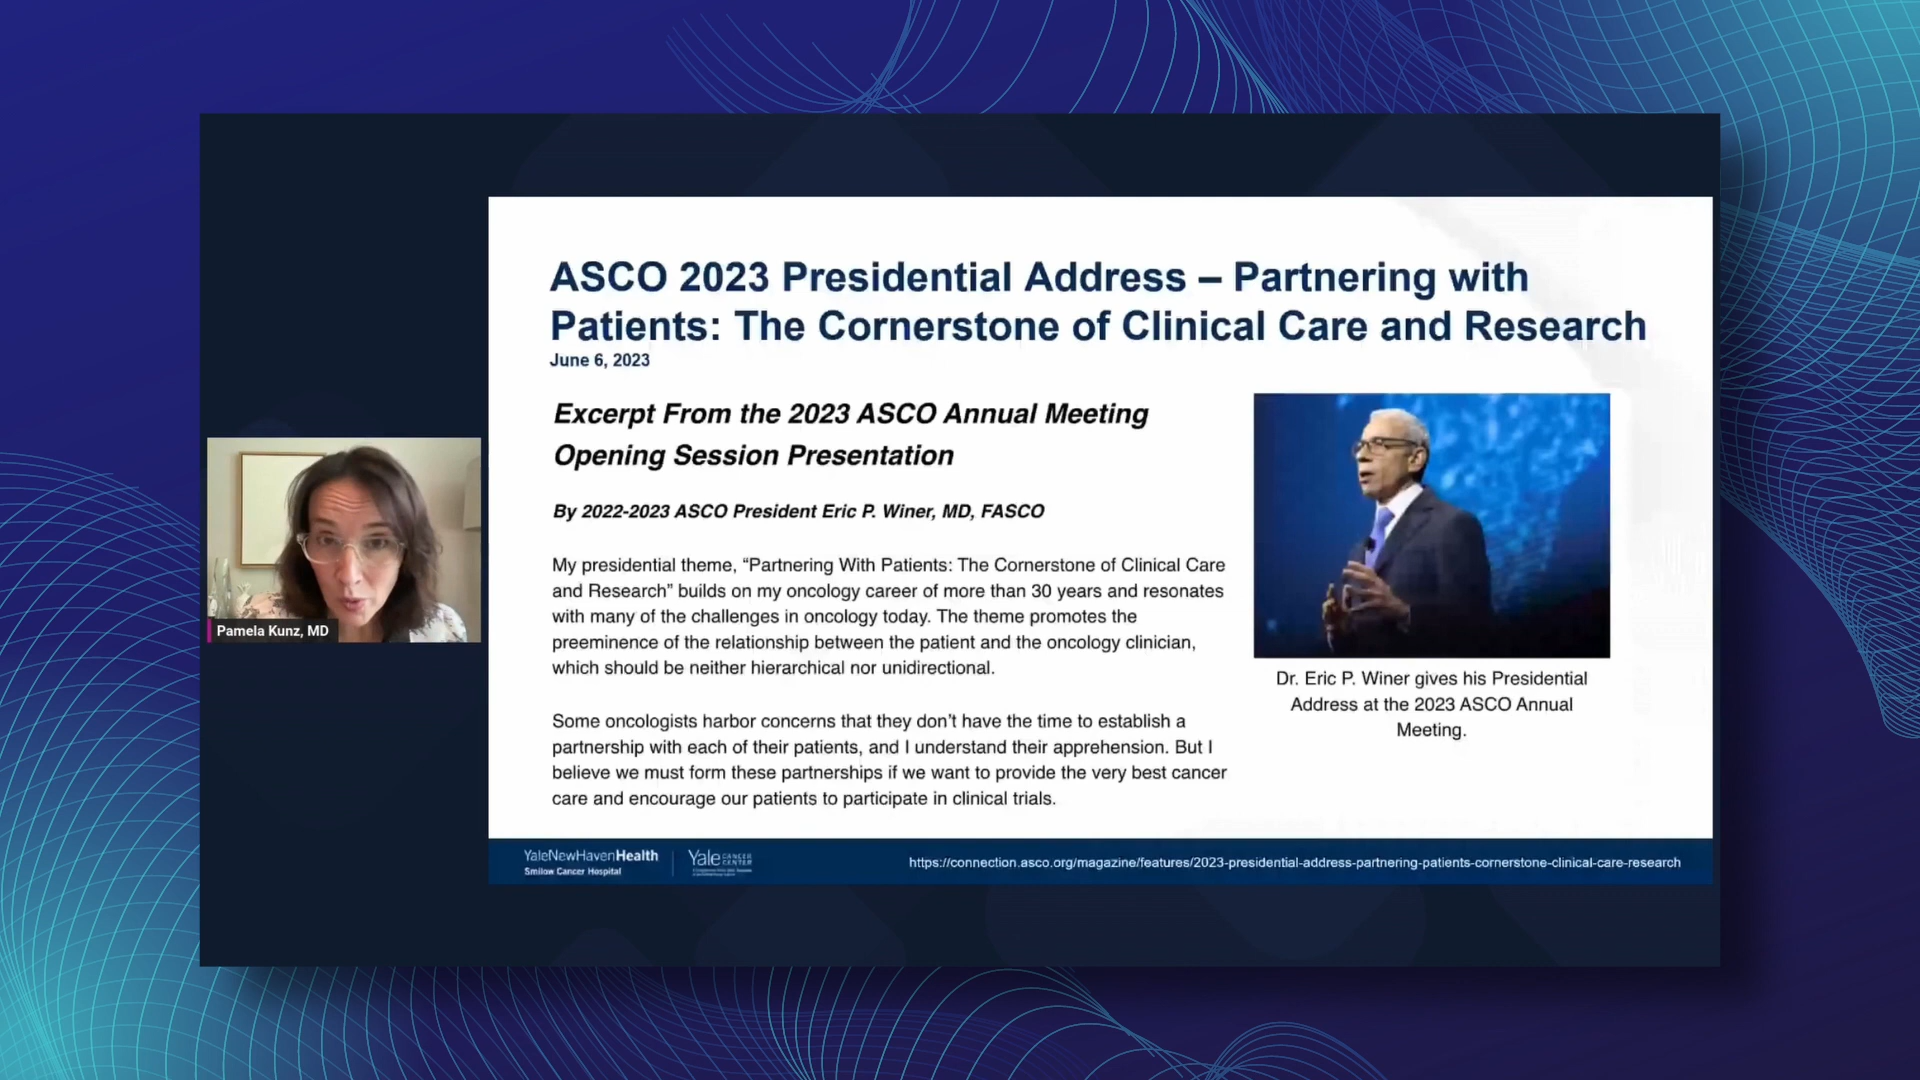 ASCO 2023 Presidential Address – Partnering with
Patients: The Cornerstone of Clinical Care and Research
June 6, 2023
Excerpt From the 2023 ASCO Annual Meeting
Opening Session Presentation
By 2022-2023 ASCO President Eric P. Winer, MD, FASCO
My presidential theme, “Partnering With Patients: The Cornerstone of Clinical Care
and Research” builds on my oncology career of more than 30 years and resonates
with many of the challenges in oncology today. The theme promotes the
preeminence of the relationship between the patient and the oncology clinician,
which should be neither hierarchical nor unidirectional.
Some oncologists harbor concerns that they don’t have the time to establish a
partnership with each of their patients, and I understand their apprehension. But I
believe we must form these partnerships if we want to provide the very best cancer
care and encourage our patients to participate in clinical trials.
Dr. Eric P. Winer gives his Presidential
Address at the 2023 ASCO Annual
Meeting.
Pamela Kunz, MD
YaleNewHavenHealth
Smilow Cancer Hospital
Yale CANCER
CENTER
https://connection.asco.org/magazine/features/2023-presidential-address-partnering-patients-cornerstone-clinical-care-research